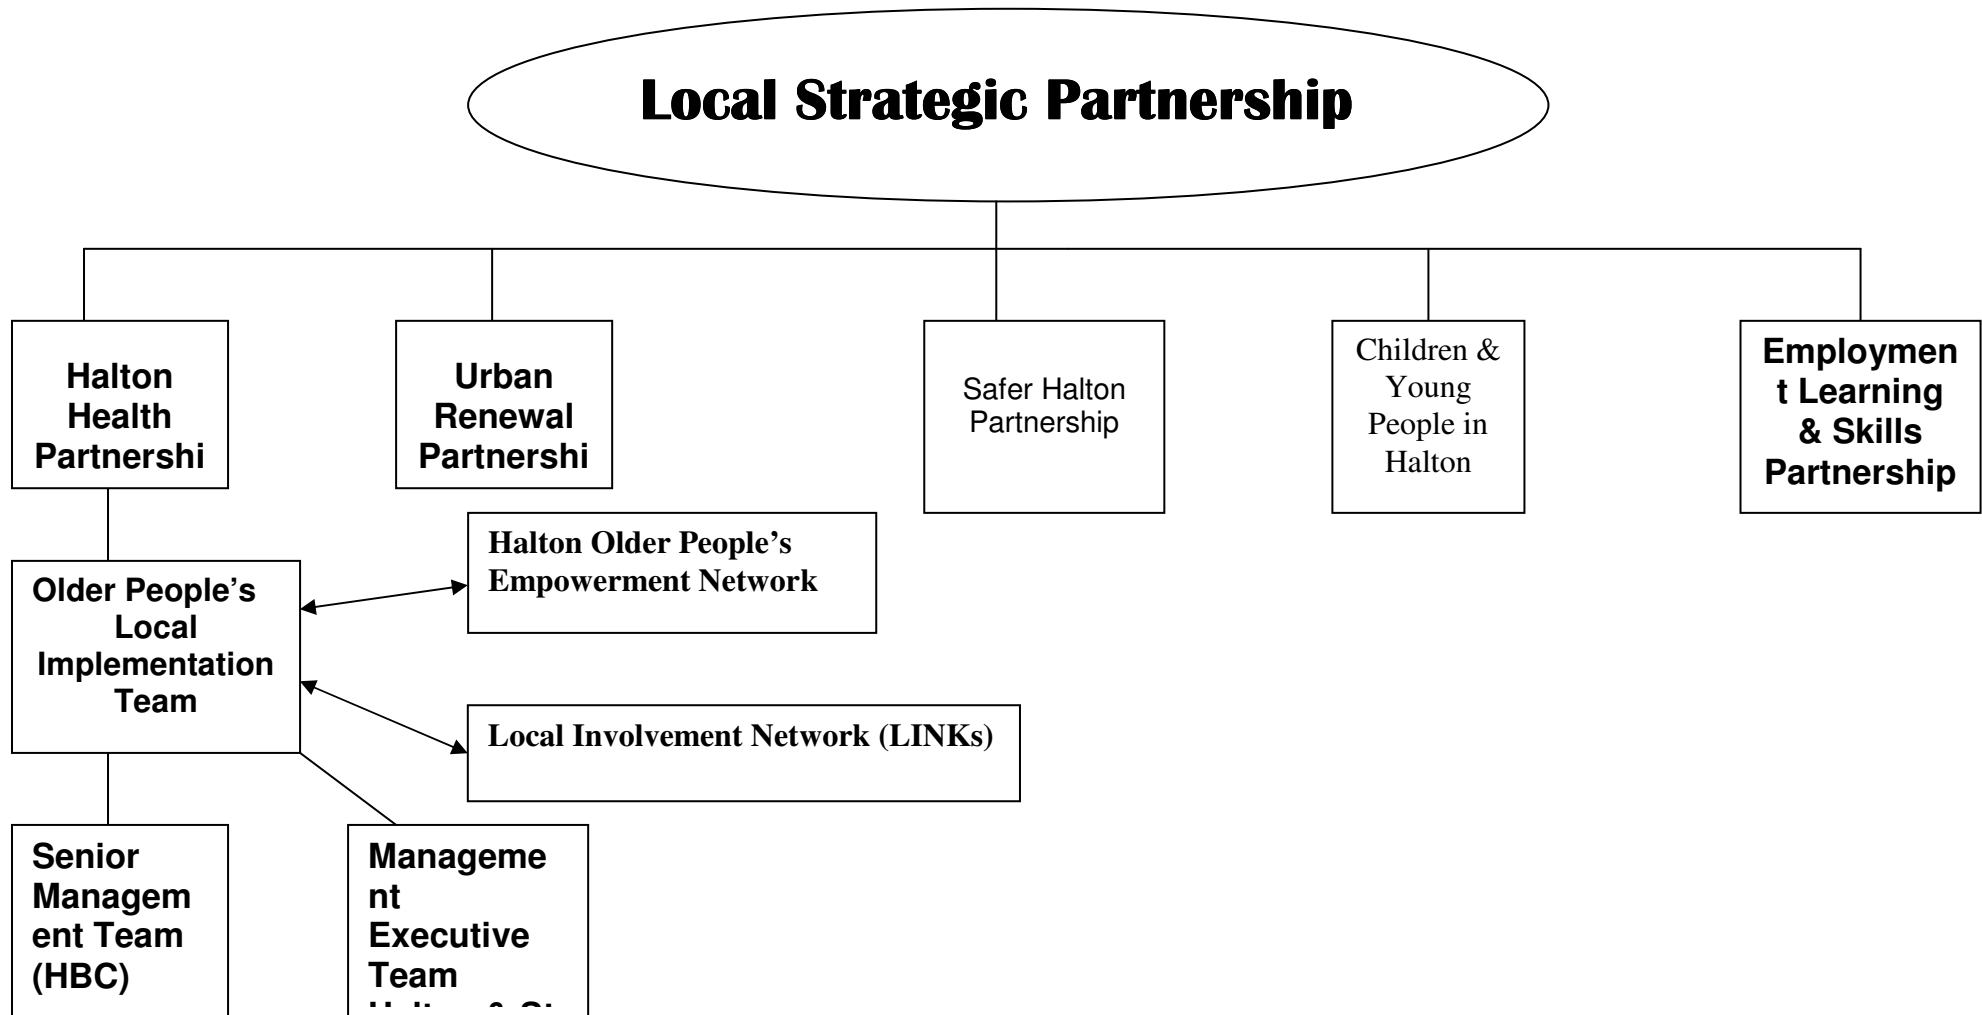 Local Strategic Partnership
Halton
Health
Partnershi
Urban
Renewal
Partnershi
Safer Halton
Partnership
Children &
Young
People in
Halton
Employmen
t Learning
& Skills
Partnership
Halton Older People’s
Empowerment Network
Older People’s
Local
Implementation
Team
Local Involvement Network (LINKs)
Senior
Managem
ent Team
(HBC)
Manageme
nt
Executive
Team